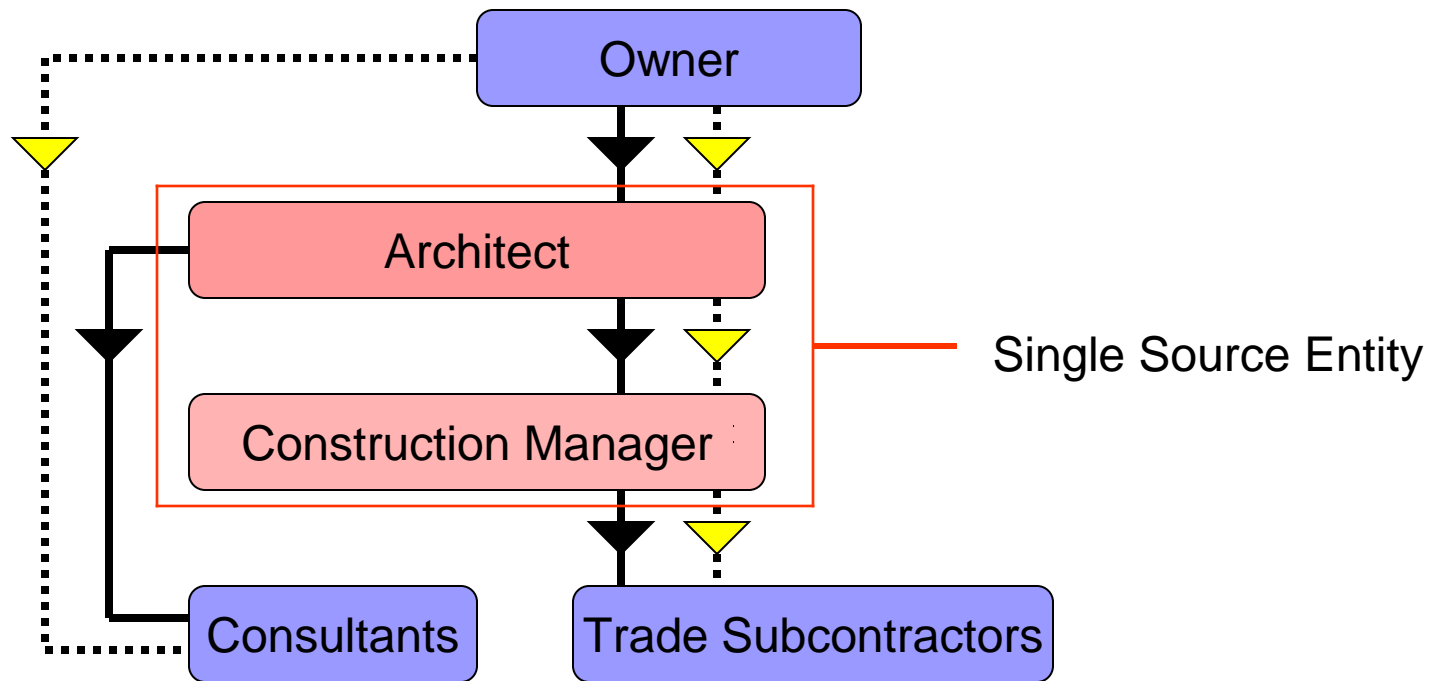 Owner
Architect
Single Source Entity
Construction Manager
Consultants
Trade Subcontractors